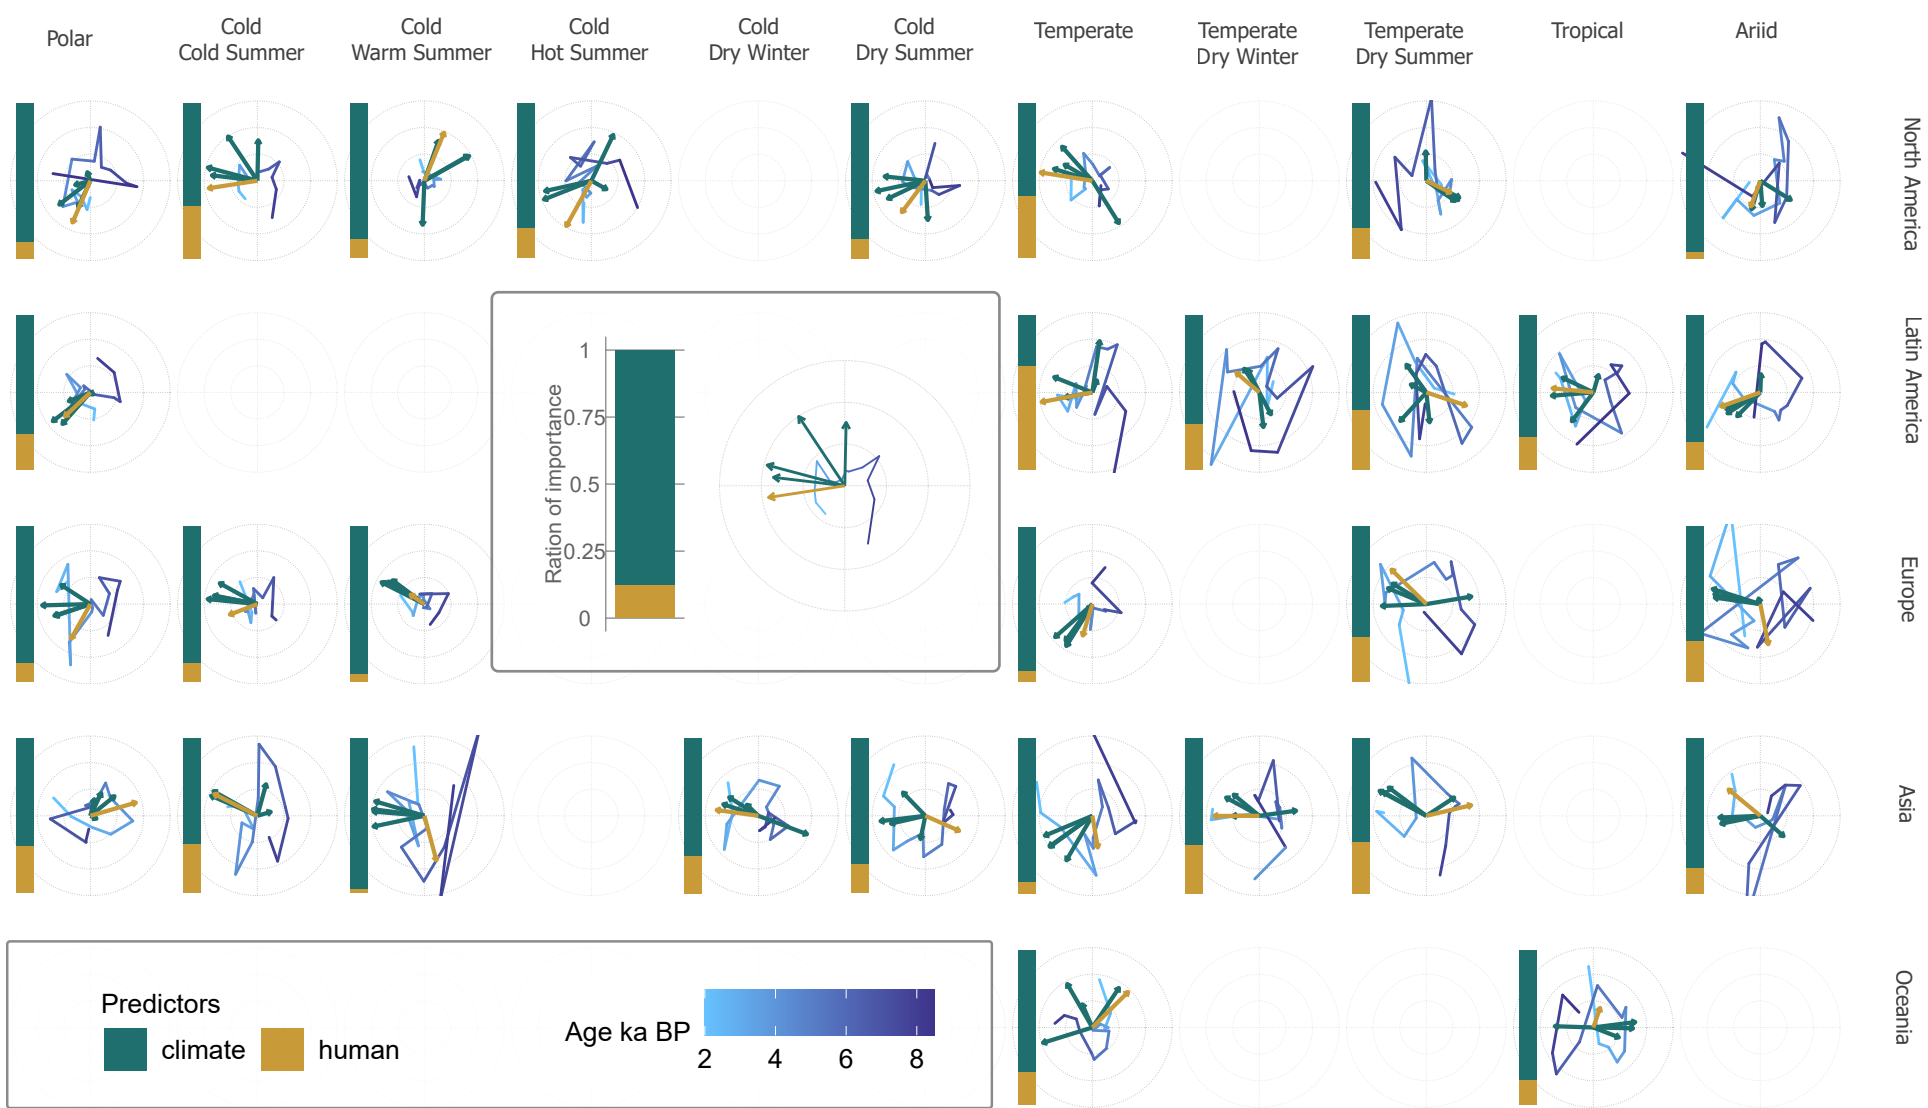 Polar
Cold
Cold Summer
Cold
Warm Summer
Cold
Hot Summer
Cold
Dry Winter
Cold
Dry Summer
Temperate
Temperate
Dry Winter
Temperate
Dry Summer
Tropical
Ariid
North America
Latin America
Europe
Asia
Oceania
Ration of importance
1
0.75
0.5
0.25
0
Predictors
climate
human
Age ka BP
2 4 6 8